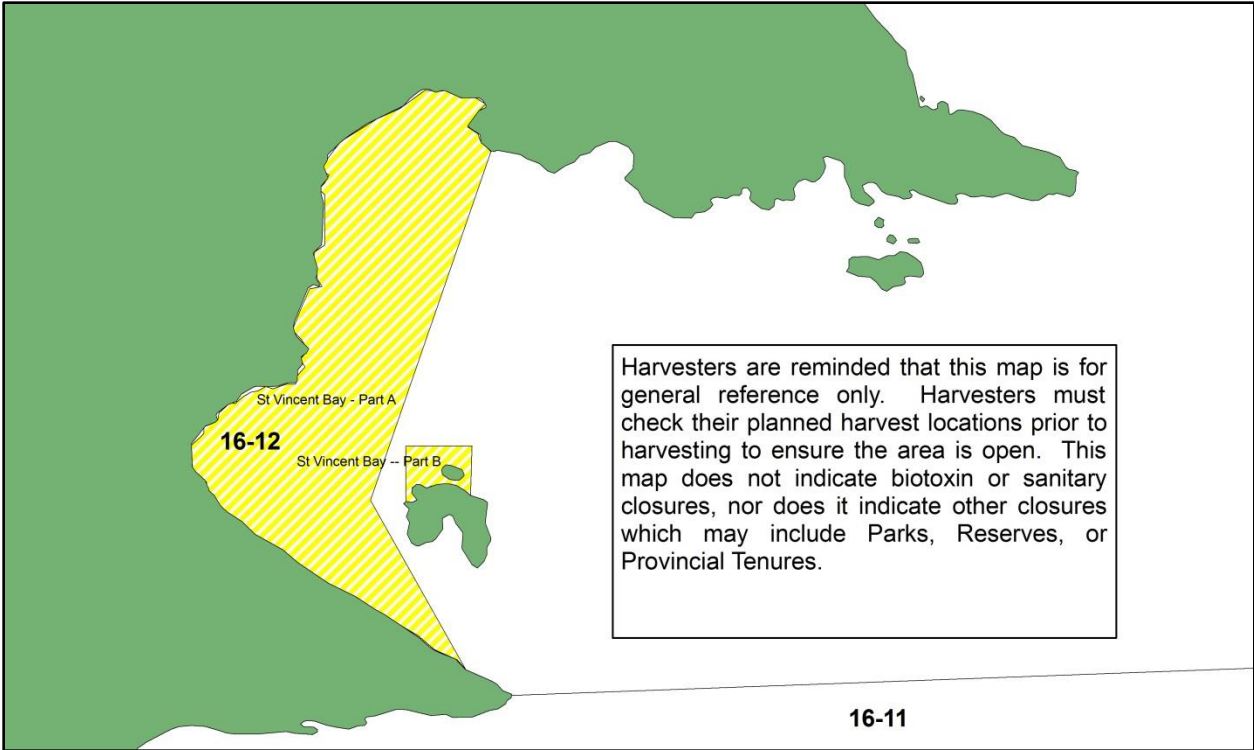 Harvesters are reminded that this map is for
general reference only. Harvesters must
check their planned harvest locations prior to
harvesting to ensure the area is open. This
map does not indicate biotoxin or sanitary
closures, nor does it indicate other closures
which may include Parks, Reserves, or
Provincial Tenures.
St Vincent Bay - Part A
16-12
St Vincent Bay -- Part B
16-11